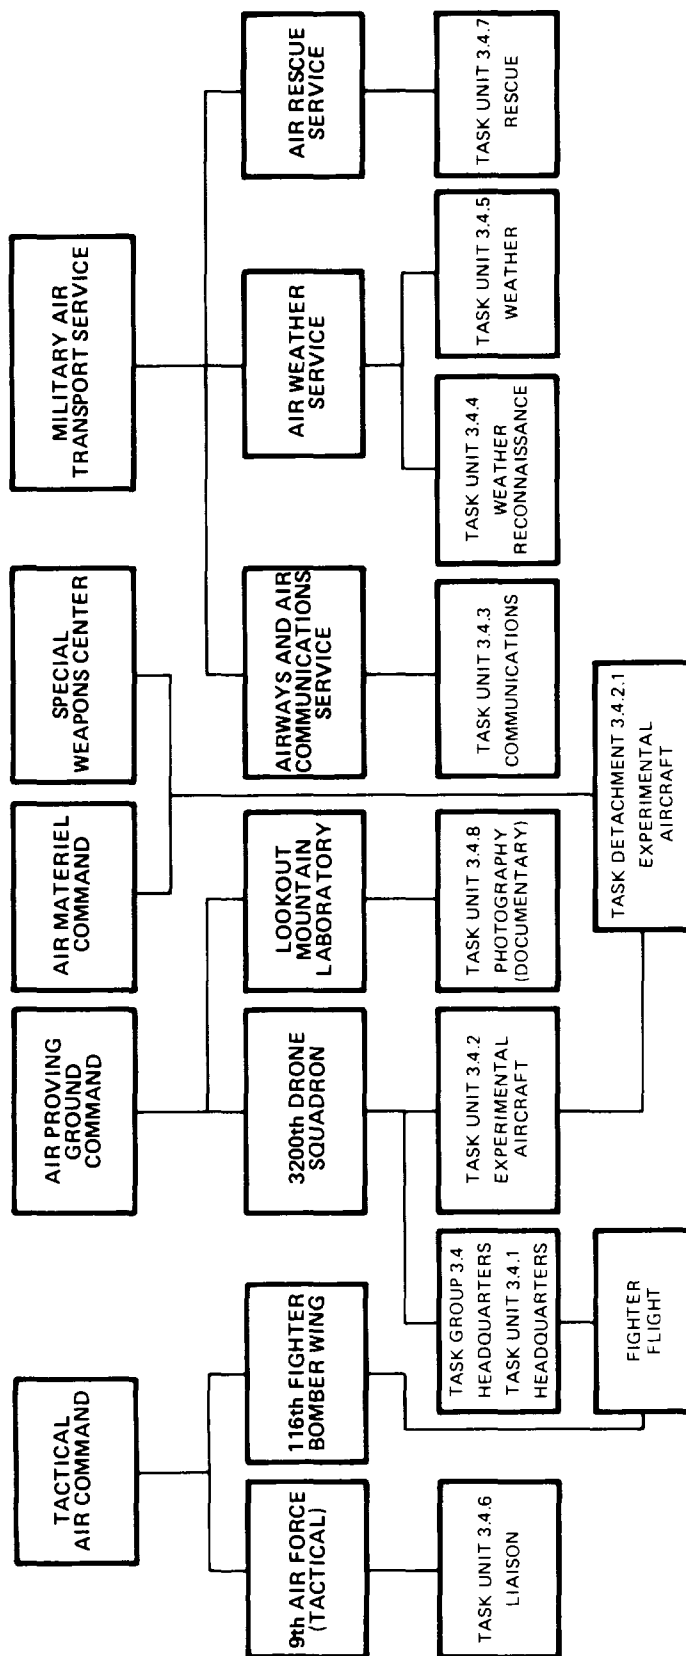 TACTICAL
AIR COMMAND
AIR PROVING
GROUND
COMMAND
AIR MATERIEL
COMMAND
SPECIAL
WEAPONS CENTER
MILITARY AIR
TRANSPORT SERVICE
9th AIR FORCE
(TACTICAL)
116th FIGHTER
BOMBER WING
3200th DRONE
SQUADRON
LOOKOUT
MOUNTAIN
LABORATORY
AIRWAYS AND AIR
COMMUNICATIONS
SERVICE
AIR WEATHER
SERVICE
AIR RESCUE
SERVICE
TASK UNIT 3.4.6
LIAISON
TASK GROUP 3.4
HEADQUARTERS
TASK UNIT 3.4.1
HEADQUARTERS
TASK UNIT 3.4.2
EXPERIMENTAL
AIRCRAFT
TASK UNIT 3.4.8
PHOTOGRAPHY
(DOCUMENTARY)
TASK UNIT 3.4.3
COMMUNICATIONS
TASK UNIT 3.4.4
WEATHER
RECONNAISSANCE
TASK UNIT 3.4.5
WEATHER
TASK UNIT 3.4.7
RESCUE
FIGHTER
FLIGHT
TASK DETACHMENT 3.4.2.1
EXPERIMENTAL
AIRCRAFT